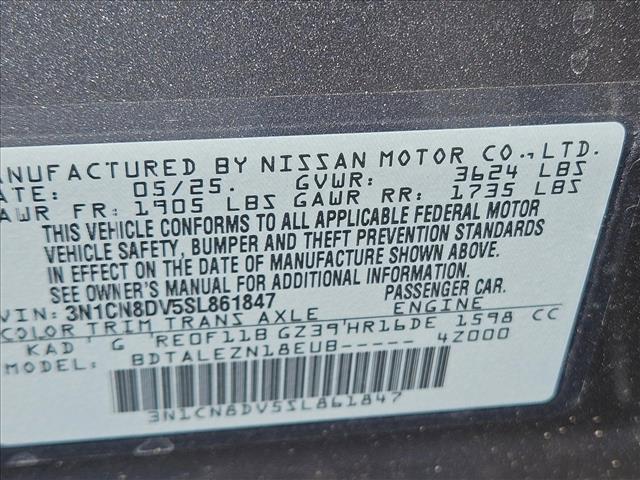 NUFACTURED BY NISSAN MOTOR CO., LTD.
ATE: 05/25. GVWR: 3624 LBS
AWR FR: 1905 LBS GAWR RR: 1735 LBS
THIS VEHICLE CONFORMS TO ALL APPLICABLE FEDERAL MOTOR
VEHICLE SAFETY, BUMPER AND THEFT PREVENTION STANDARDS
IN EFFECT ON THE DATE OF MANUFACTURE SHOWN ABOVE.
SEE OWNER'S MANUAL FOR ADDITIONAL INFORMATION.
VIN: 3N1CN8DV5SL861847 PASSENGER CAR.
COLOR TRIM TRANS AXLE ENGINE
KAD G RE0F11B GZ39 HR16DE 1598 CC
MODEL: BDTALEZN18EUB----- 4Z000
3N1CN8DV5SL861847